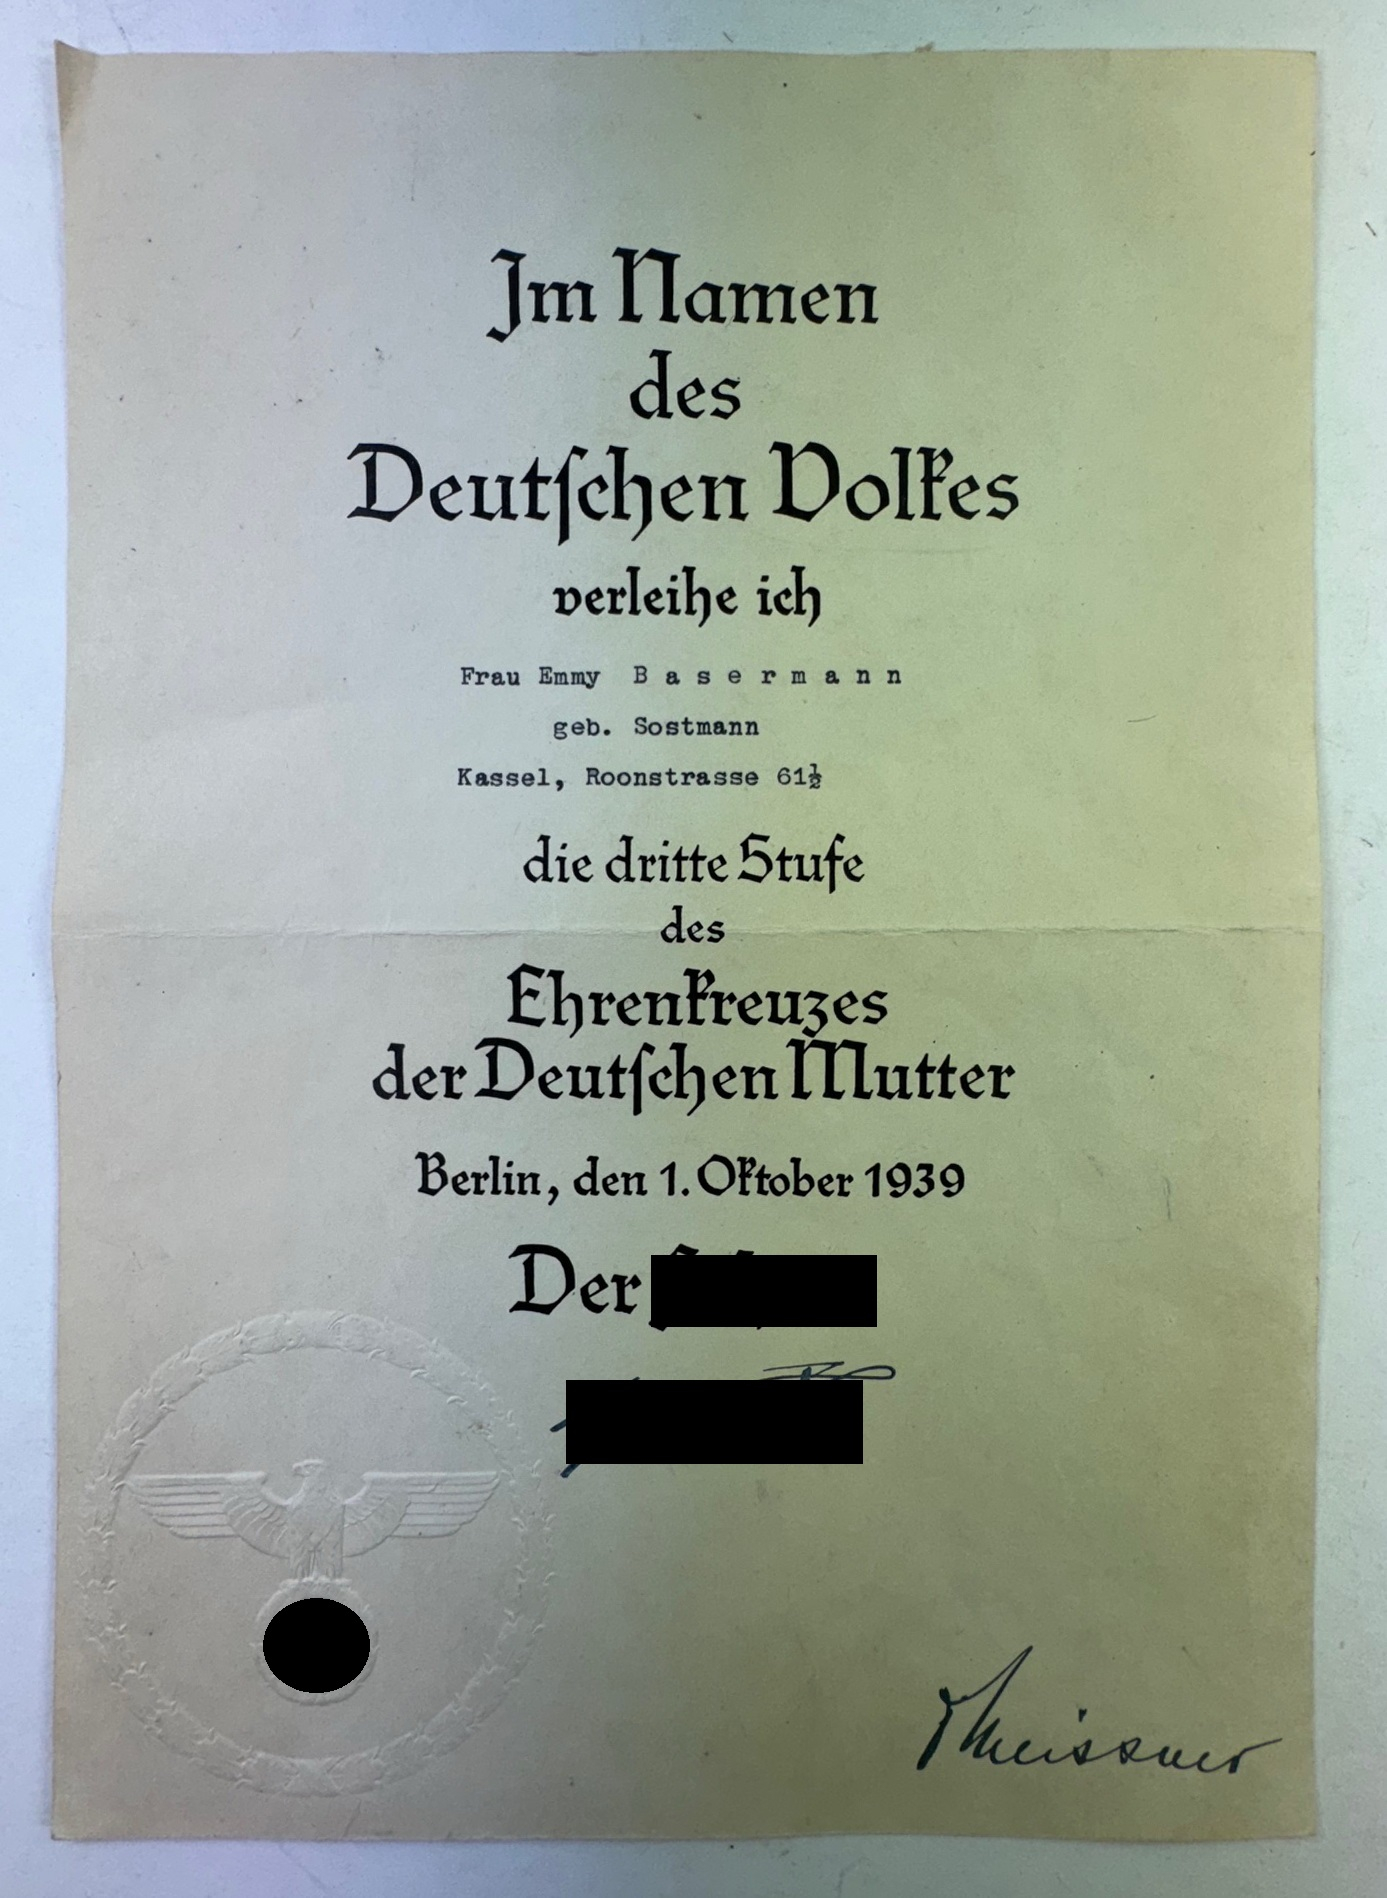 Im Namen
des
Deutschen Volkes
verleihe ich
Frau Emmy Basermann
geb. Sostmann
Kassel, Roonstrasse 61½
die dritte Stufe
des
Ehrenkreuzes
der Deutschen Mutter
Berlin, den 1. Oktober 1939
Der
Meissner